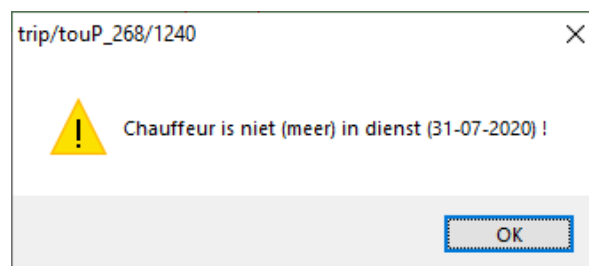 trip/touP_268/1240
Chauffeur is niet (meer) in dienst (31-07-2020) !
OK